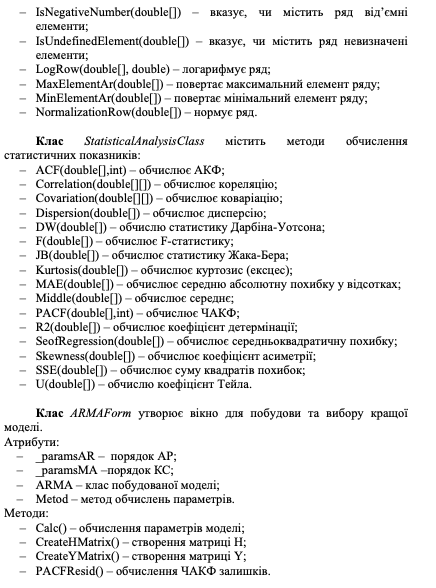 – IsNegativeNumber(double[]) – вказує, чи містить ряд від’ємні
елементи;
– IsUndefinedElement(double[]) – вказує, чи містить ряд невизначені
елементи;
– LogRow(double[], double) – логарифмує ряд;
– MaxElementAr(double[]) – повертає максимальний елемент ряду;
– MinElementAr(double[]) – повертає мінімальний елемент ряду;
– NormalizationRow(double[]) – нормує ряд.
Клас StatisticalAnalysisClass містить методи обчислення
статистичних показників:
– ACF(double[],int) – обчислює АКФ;
– Correlation(double[][]) – обчислює кореляцію;
– Covariation(double[][]) – обчислює коваріацію;
– Dispersion(double[]) – обчислює дисперсію;
– DW(double[]) – обчислю статистику Дарбіна-Уотсона;
– F(double[]) – обчислює F-статистику;
– JB(double[]) – обчислює статистику Жака-Бера;
– Kurtosis(double[]) – обчислює куртозис (ексцес);
– MAE(double[]) – обчислює середню абсолютну похибку у відсотках;
– Middle(double[]) – обчислює середнє;
– PACF(double[],int) – обчислює ЧАКФ;
– R2(double[]) – обчислює коефіцієнт детермінації;
– SeofRegression(double[]) – обчислює середньоквадратичну похибку;
– Skewness(double[]) – обчислює коефіцієнт асиметрії;
– SSE(double[]) – обчислює суму квадратів похибок;
– U(double[]) – обчислю коефіцієнт Тейла.
Клас ARMAForm утворює вікно для побудови та вибору кращої
моделі.
Атрибути:
– _paramsAR – порядок АР;
– _paramsMA –порядок КС;
– ARMA – клас побудованої моделі;
– Metod – метод обчислень параметрів.
Методи:
– Calc() – обчислення параметрів моделі;
– CreateHMatrix() – створення матриці H;
– CreateYMatrix() – створення матриці Y;
– PACFResid() – обчислення ЧАКФ залишків.